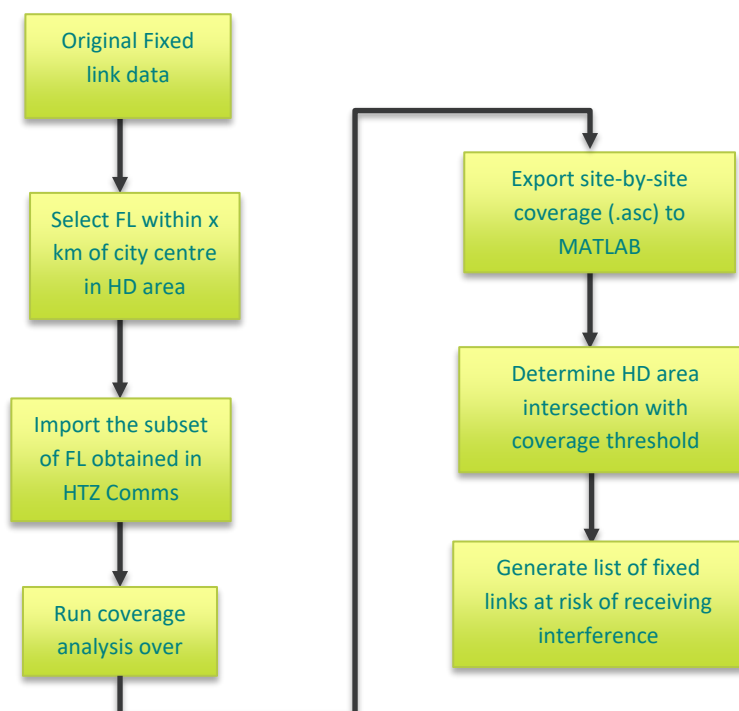 Original Fixed
link data
Select FL within x
km of city centre
in HD area
Import the subset
of FL obtained in
HTZ Comms
Run coverage
analysis over
Export site-by-site
coverage (.asc) to
MATLAB
Determine HD area
intersection with
coverage threshold
Generate list of fixed
links at risk of receiving
interference